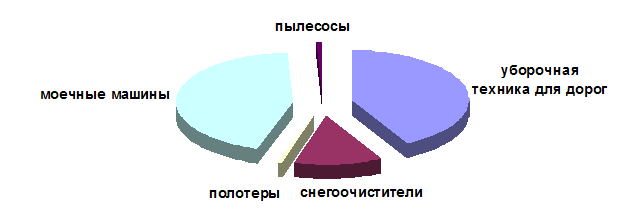 пылесосы
уборочная
техника для дорог
моечные машины
полотеры
снегоочистители